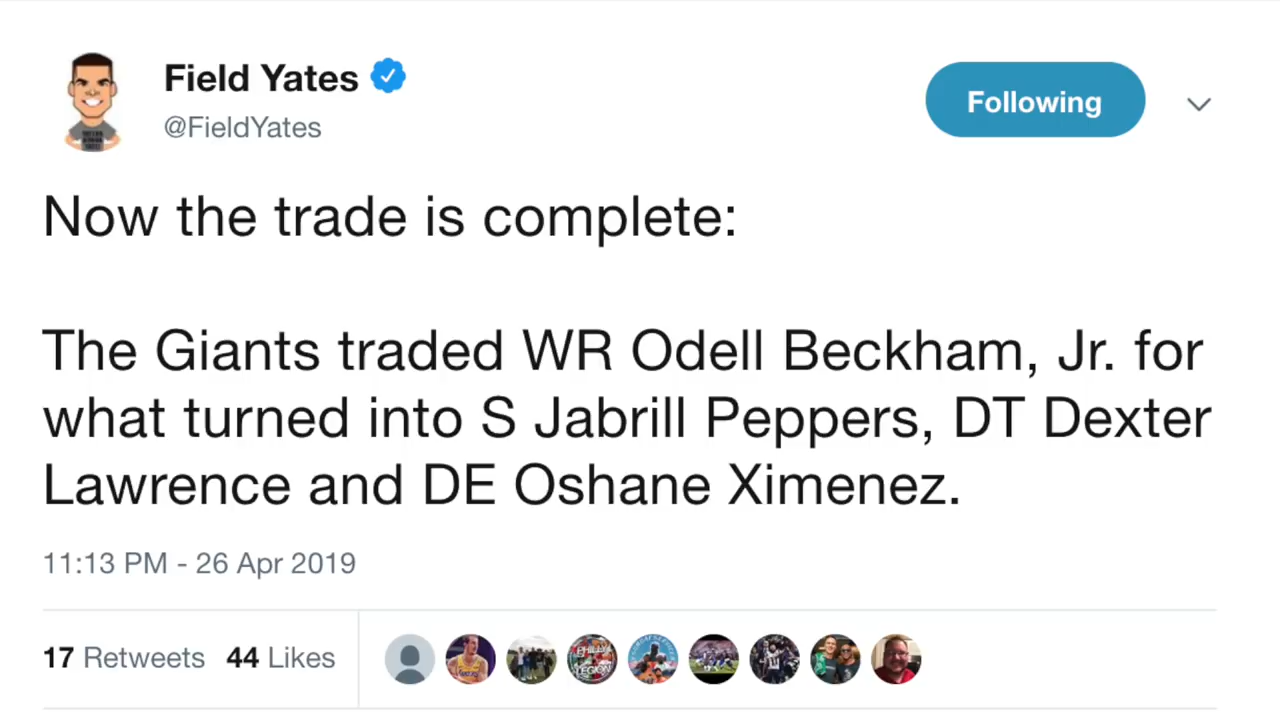 Field Yates
@FieldYates
Following
Now the trade is complete:
The Giants traded WR Odell Beckham, Jr. for
what turned into S Jabrill Peppers, DT Dexter
Lawrence and DE Oshane Ximenez.
11:13 PM - 26 Apr 2019
17 Retweets 44 Likes
PHILLY
LEGION